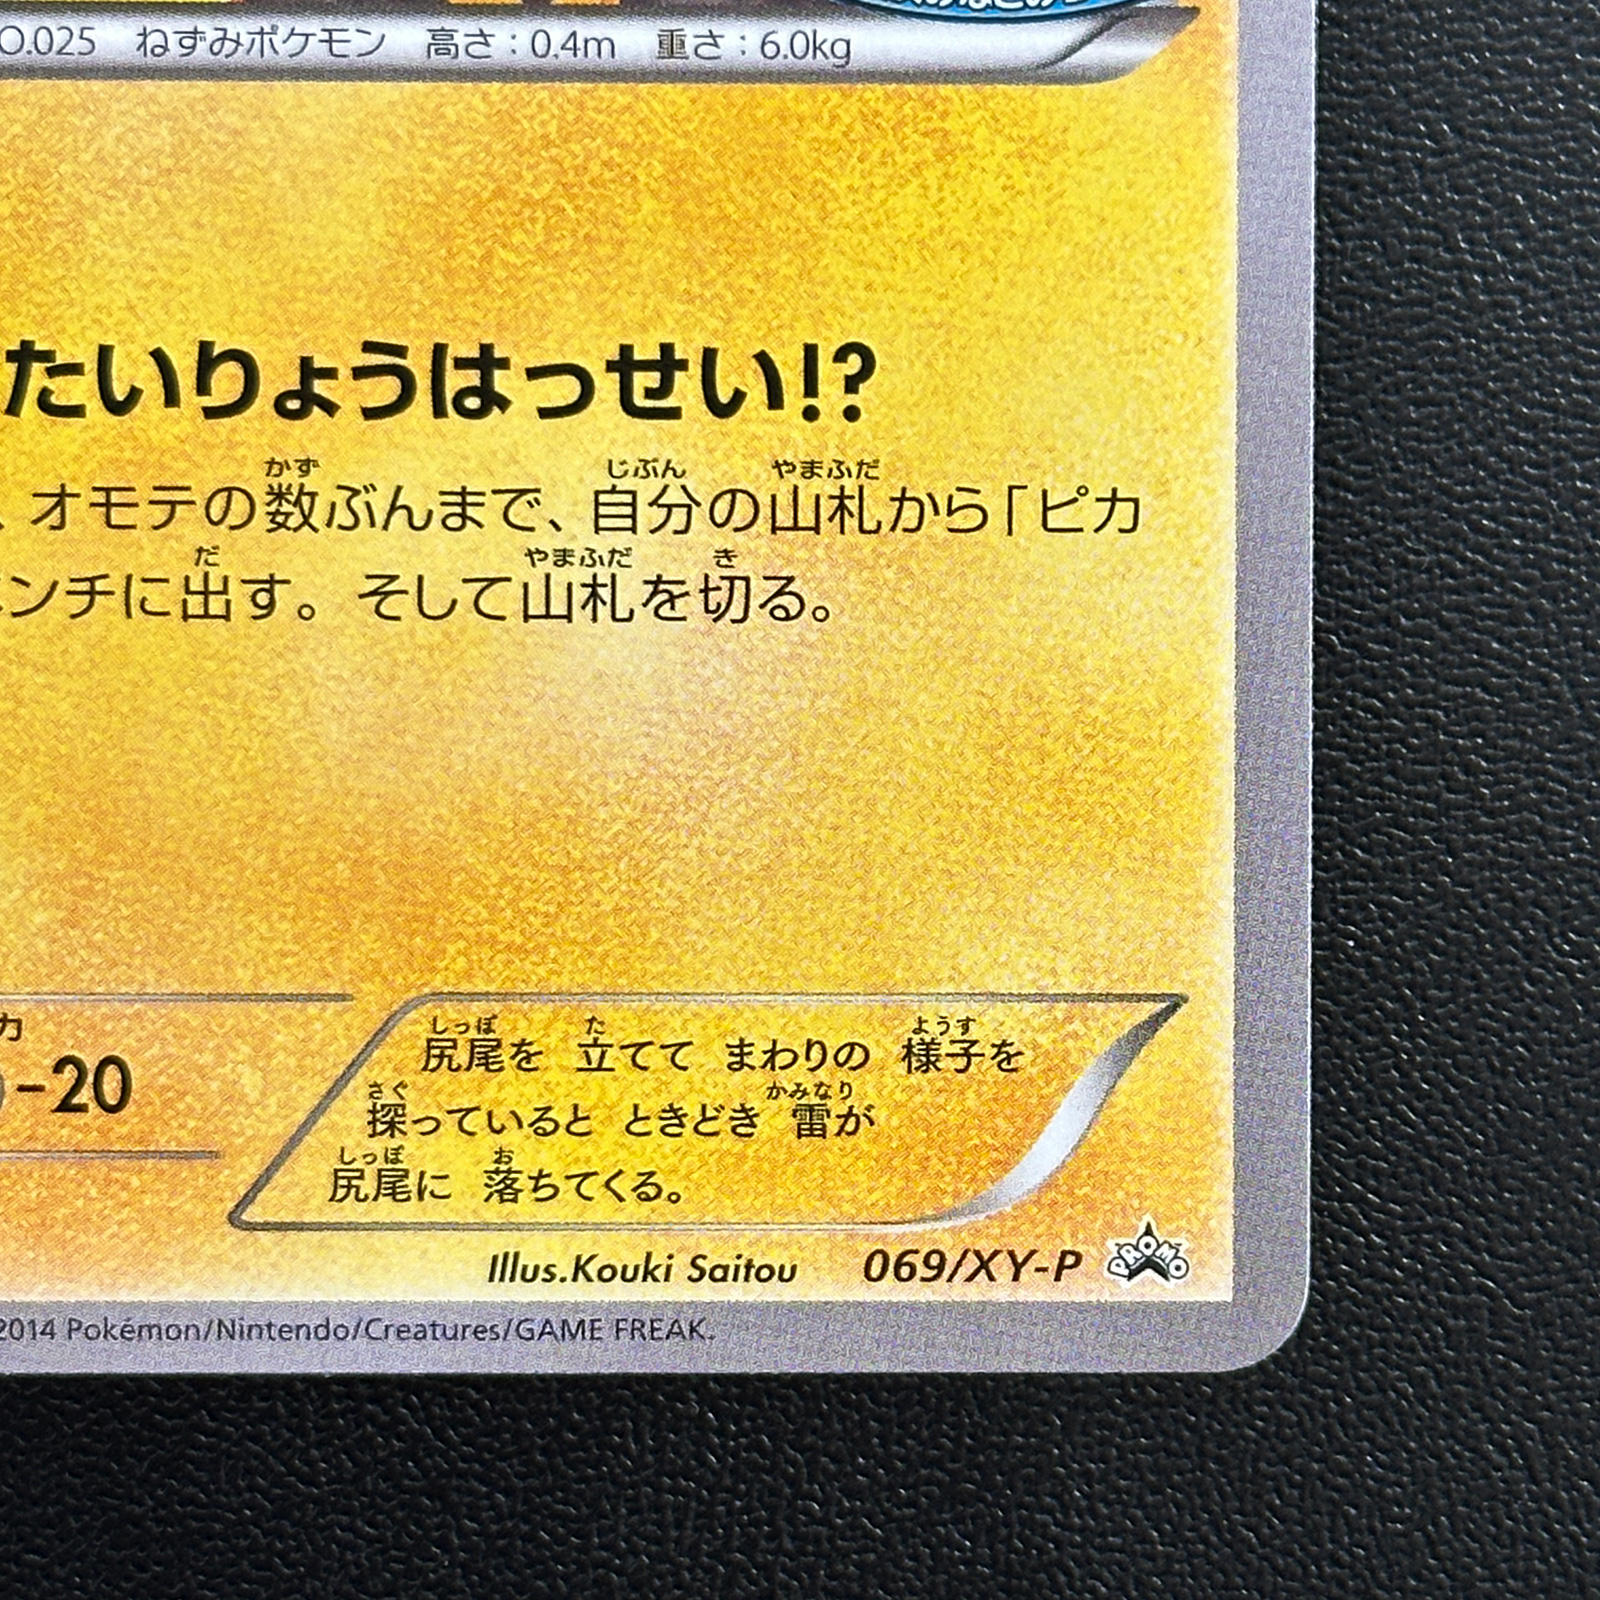 O.025 ねずみポケモン 高さ：0.4m 重さ：6.0kg
たいりょうはっせい!?
かず じぶん やまふだ
、オモテの数ぶんまで、自分の山札から「ピカ
だ やまふだ き
ンチに出す。そして山札を切る。
カ
-20
しっぽ た ようす
尻尾を 立てて まわりの 様子を
さぐ かみなり
探っていると ときどき 雷が
しっぽ お
尻尾に 落ちてくる。
Illus.Kouki Saitou 069/XY-P PROMO
2014 Pokémon/Nintendo/Creatures/GAME FREAK.